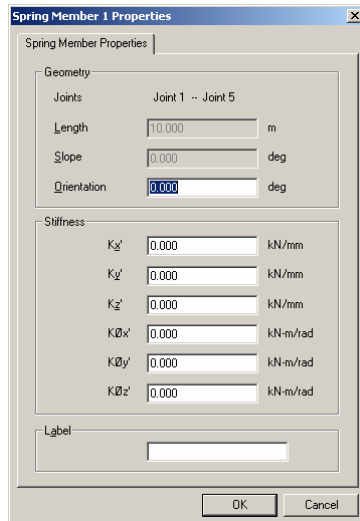 Spring Member 1 Properties
Spring Member Properties
Geometry
Joints Joint 1 -- Joint 5
Length 10.000 m
Slope 0.000 deg
Orientation 0.000 deg
Stiffness
Kx' 0.000 kN/mm
Ky' 0.000 kN/mm
Kz' 0.000 kN/mm
KØx' 0.000 kN-m/rad
KØy' 0.000 kN-m/rad
KØz' 0.000 kN-m/rad
Label
OK Cancel